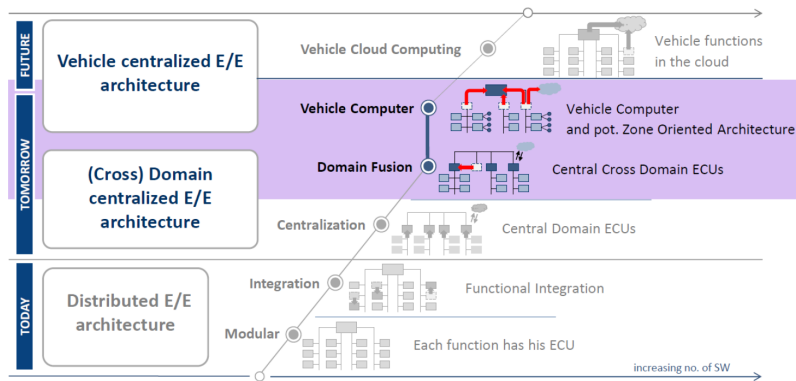 FUTURE
Vehicle centralized E/E
architecture
Vehicle Cloud Computing
Vehicle functions
in the cloud
TOMORROW
Vehicle Computer
Vehicle Computer
and pot. Zone Oriented Architecture
(Cross) Domain
centralized E/E
architecture
Domain Fusion
Central Cross Domain ECUs
Centralization
Central Domain ECUs
TODAY
Distributed E/E
architecture
Integration
Functional Integration
Modular
Each function has his ECU
increasing no. of SW